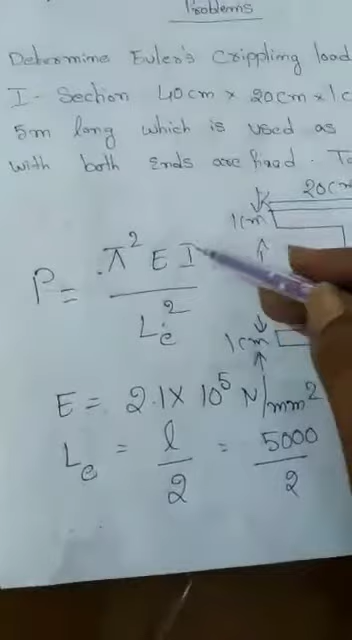 Problems
Determine Euler's Crippling load
I- Section 40cm x 20cm x 1c
5m long which is used as
with both Ends are fixed. To
20cm
1cm
P = π² E I / Le²
1cm
E = 2.1 x 10⁵ N/mm²
Le = l/2 = 5000/2